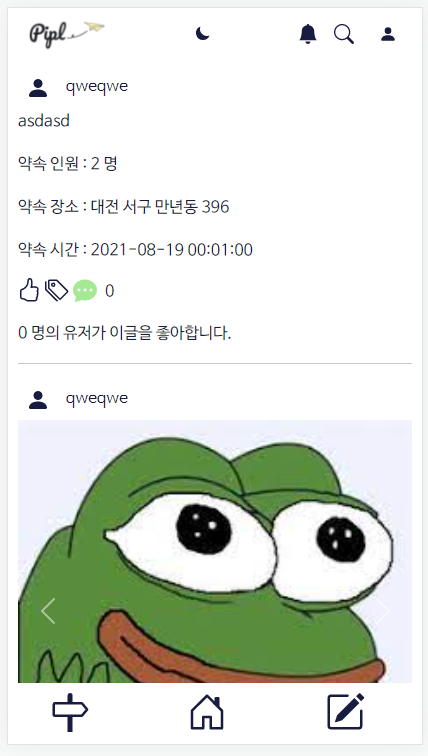 Pipl
qweqwe
asdasd
약속 인원 : 2 명
약속 장소 : 대전 서구 만년동 396
약속 시간 : 2021-08-19 00:01:00
0
0 명의 유저가 이글을 좋아합니다.
qweqwe